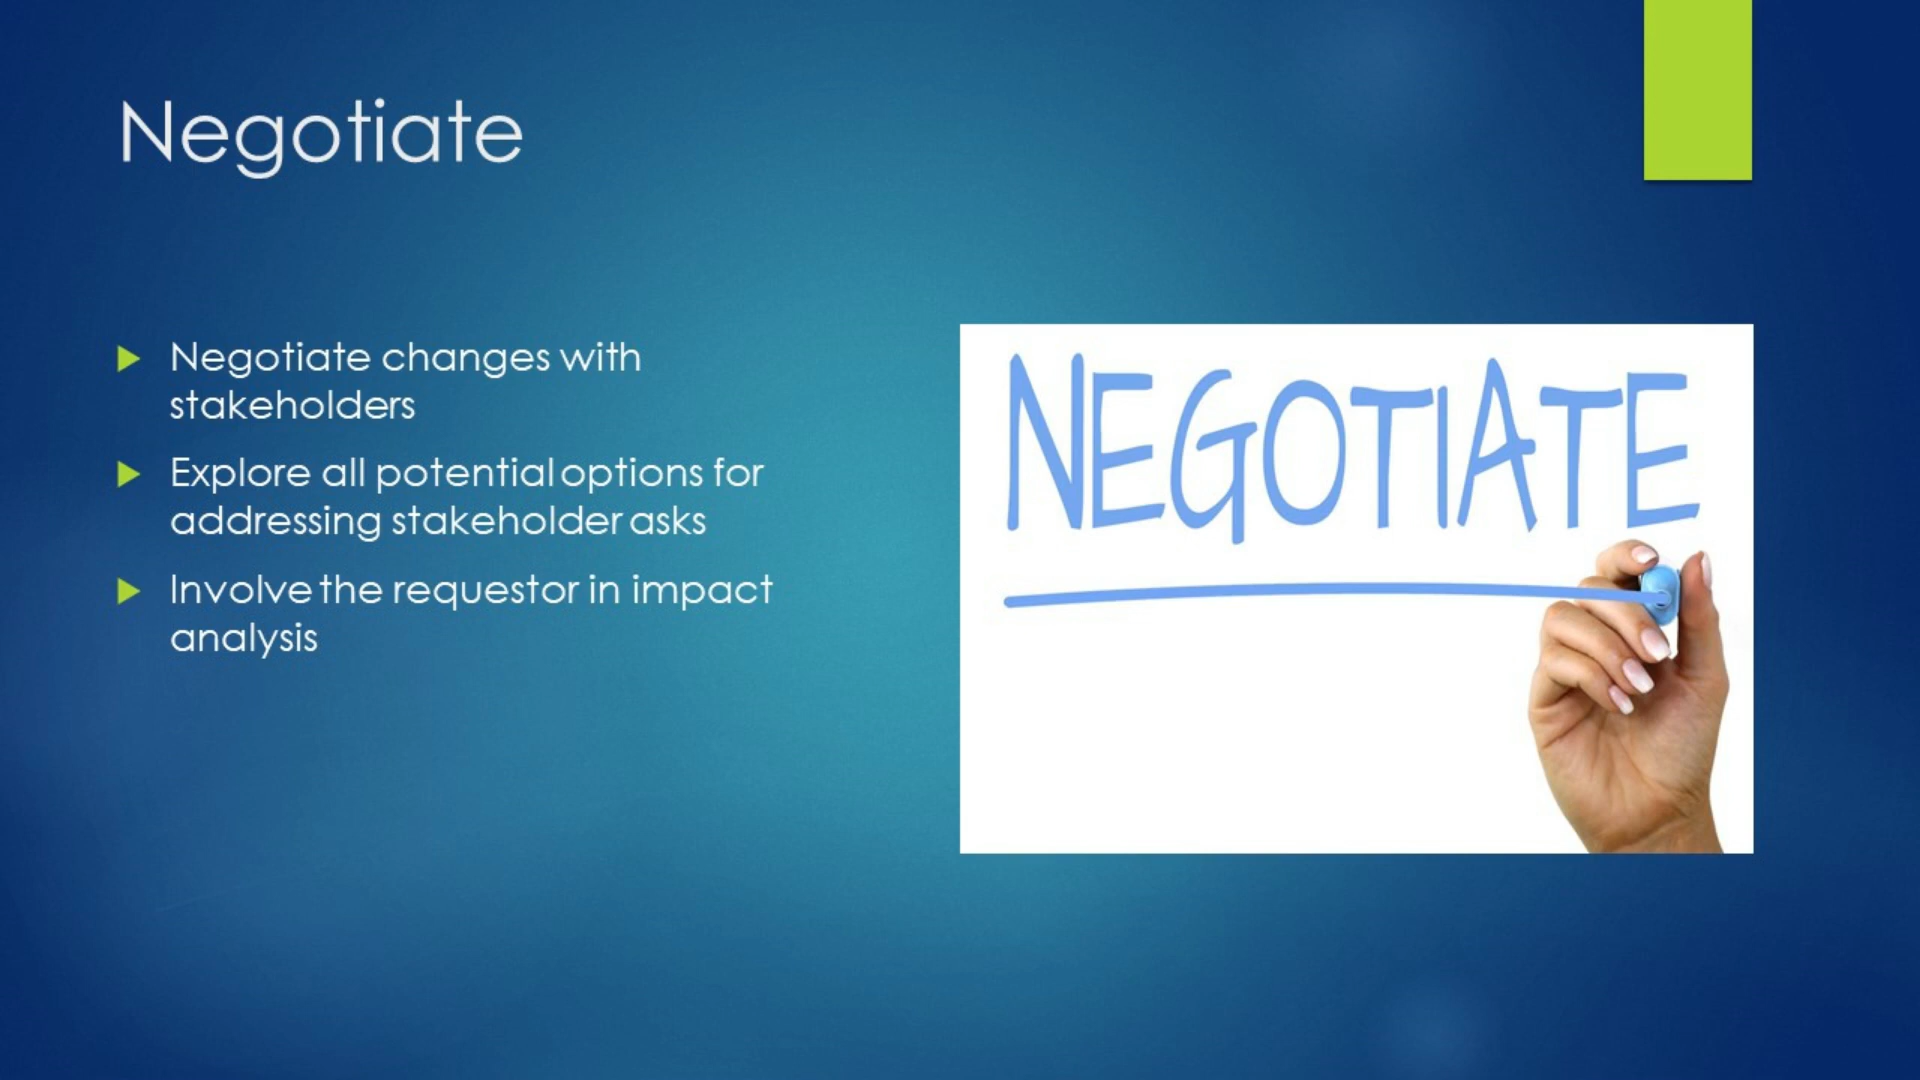 Negotiate
Negotiate changes with
stakeholders
Explore all potential options for
addressing stakeholder asks
Involve the requestor in impact
analysis
NEGOTIATE